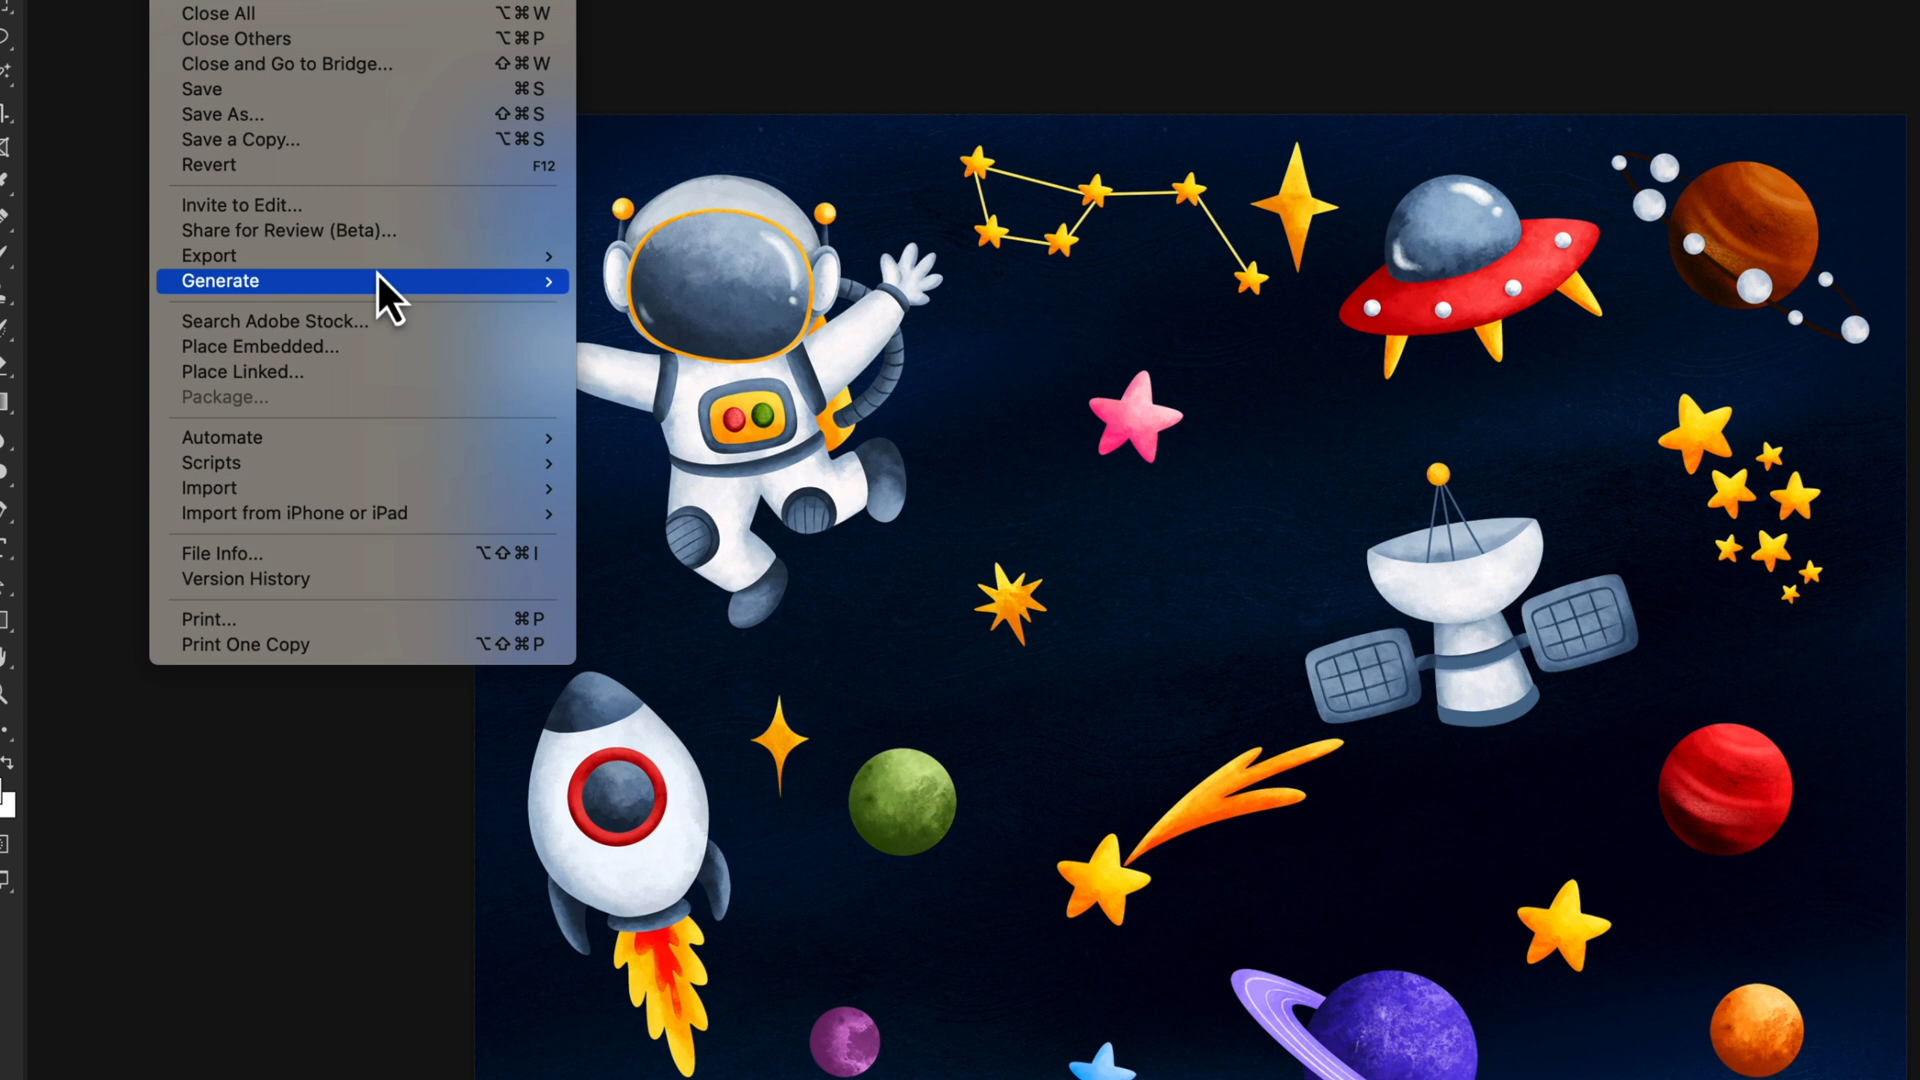 Close All ⌥⌘W
Close Others ⌥⌘P
Close and Go to Bridge... ⇧⌘W
Save ⌘S
Save As... ⇧⌘S
Save a Copy... ⌥⌘S
Revert F12
Invite to Edit...
Share for Review (Beta)...
Export
Generate
Search Adobe Stock...
Place Embedded...
Place Linked...
Package...
Automate
Scripts
Import
Import from iPhone or iPad
File Info... ⌥⇧⌘I
Version History
Print... ⌘P
Print One Copy ⌥⇧⌘P